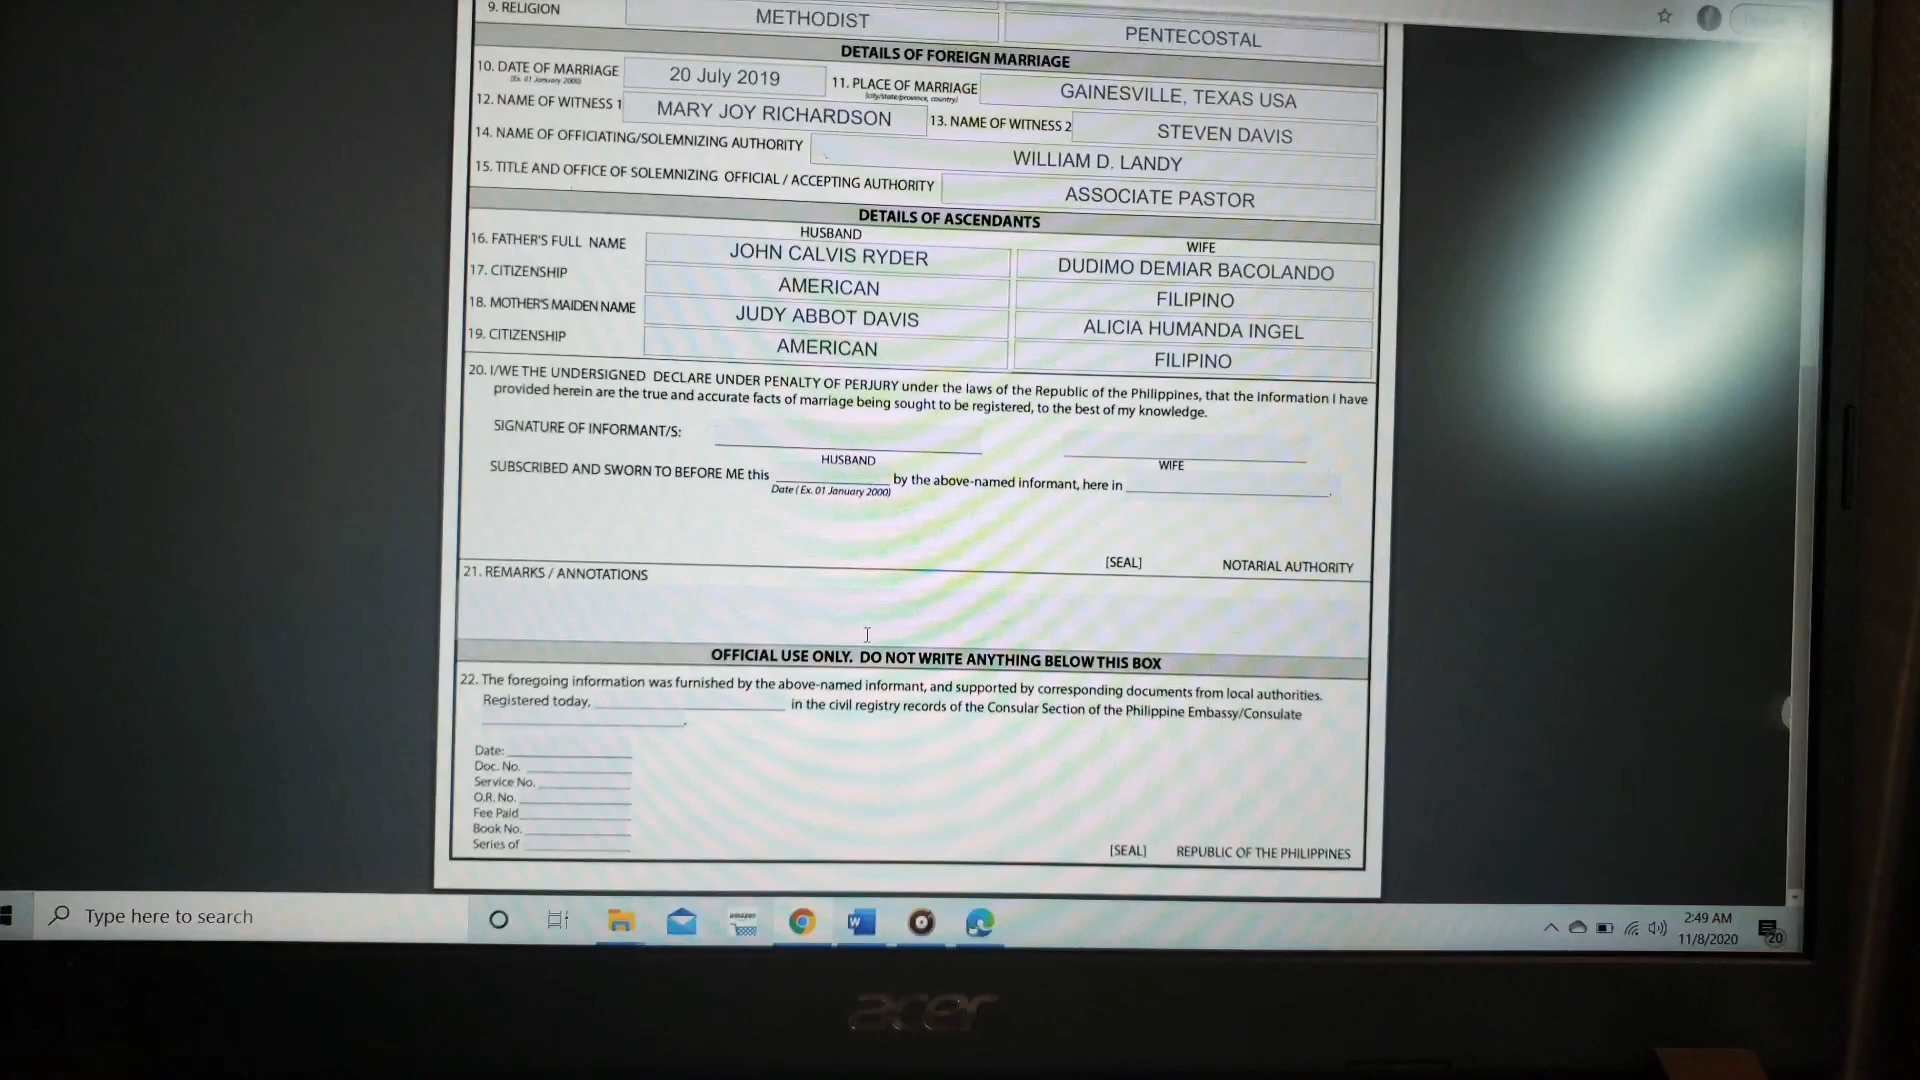 9. RELIGION METHODIST PENTECOSTAL
DETAILS OF FOREIGN MARRIAGE
10. DATE OF MARRIAGE 20 July 2019 11. PLACE OF MARRIAGE GAINESVILLE, TEXAS USA
(Ex. 01 January 2000) (city/state/province, country)
12. NAME OF WITNESS 1 MARY JOY RICHARDSON 13. NAME OF WITNESS 2 STEVEN DAVIS
14. NAME OF OFFICIATING/SOLEMNIZING AUTHORITY WILLIAM D. LANDY
15. TITLE AND OFFICE OF SOLEMNIZING OFFICIAL / ACCEPTING AUTHORITY ASSOCIATE PASTOR
DETAILS OF ASCENDANTS
HUSBAND WIFE
16. FATHER'S FULL NAME JOHN CALVIS RYDER DUDIMO DEMIAR BACOLANDO
17. CITIZENSHIP AMERICAN FILIPINO
18. MOTHER'S MAIDEN NAME JUDY ABBOT DAVIS ALICIA HUMANDA INGEL
19. CITIZENSHIP AMERICAN FILIPINO
20. I/WE THE UNDERSIGNED DECLARE UNDER PENALTY OF PERJURY under the laws of the Republic of the Philippines, that the information I have
provided herein are the true and accurate facts of marriage being sought to be registered, to the best of my knowledge.
SIGNATURE OF INFORMANT/S:
HUSBAND WIFE
SUBSCRIBED AND SWORN TO BEFORE ME this by the above-named informant, here in .
Date ( Ex. 01 January 2000)
[SEAL] NOTARIAL AUTHORITY
21. REMARKS / ANNOTATIONS
OFFICIAL USE ONLY. DO NOT WRITE ANYTHING BELOW THIS BOX
22. The foregoing information was furnished by the above-named informant, and supported by corresponding documents from local authorities.
Registered today, in the civil registry records of the Consular Section of the Philippine Embassy/Consulate
.
Date:
Doc. No.
Service No.
O.R. No.
Fee Paid
Book No.
Series of
[SEAL] REPUBLIC OF THE PHILIPPINES
Type here to search
amazon
W
2:49 AM
11/8/2020
20
acer